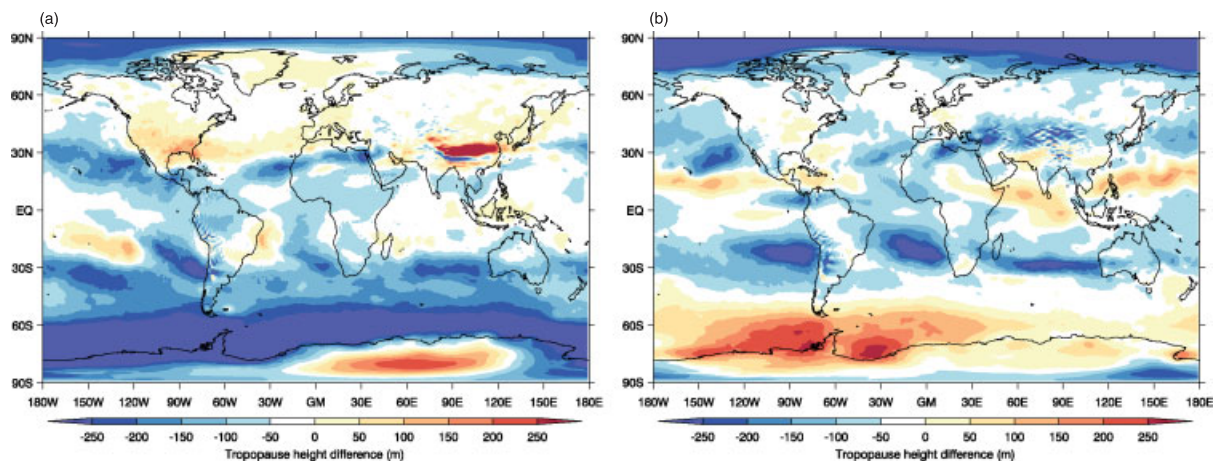 (a)
90N
60N
30N
EQ
30S
60S
90S
180W 150W 120W 90W 60W 30W GM 30E 60E 90E 120E 150E 180E
-250 -200 -150 -100 -50 0 50 100 150 200 250
Tropopause height difference (m)
(b)
90N
60N
30N
EQ
30S
60S
90S
180W 150W 120W 90W 60W 30W GM 30E 60E 90E 120E 150E 180E
-250 -200 -150 -100 -50 0 50 100 150 200 250
Tropopause height difference (m)